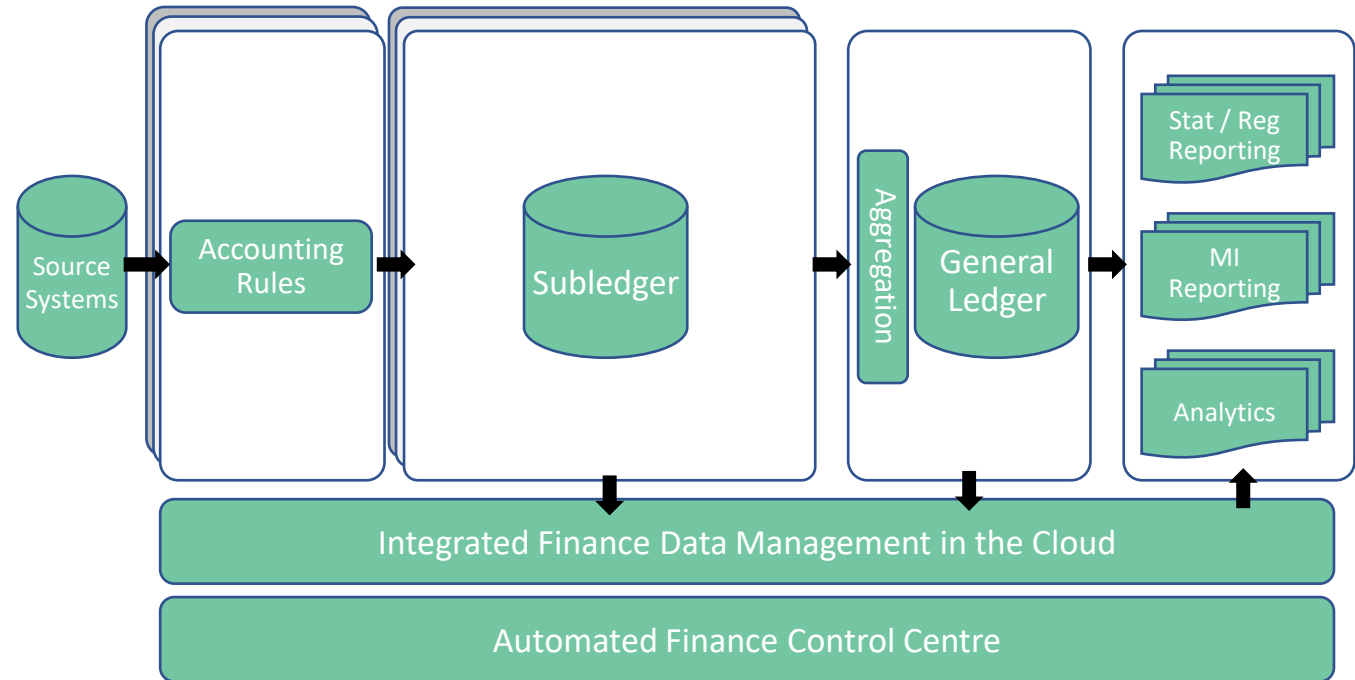 Source
Systems
Accounting
Rules
Subledger
Aggregation
General
Ledger
Stat / Reg
Reporting
MI
Reporting
Analytics
Integrated Finance Data Management in the Cloud
Automated Finance Control Centre